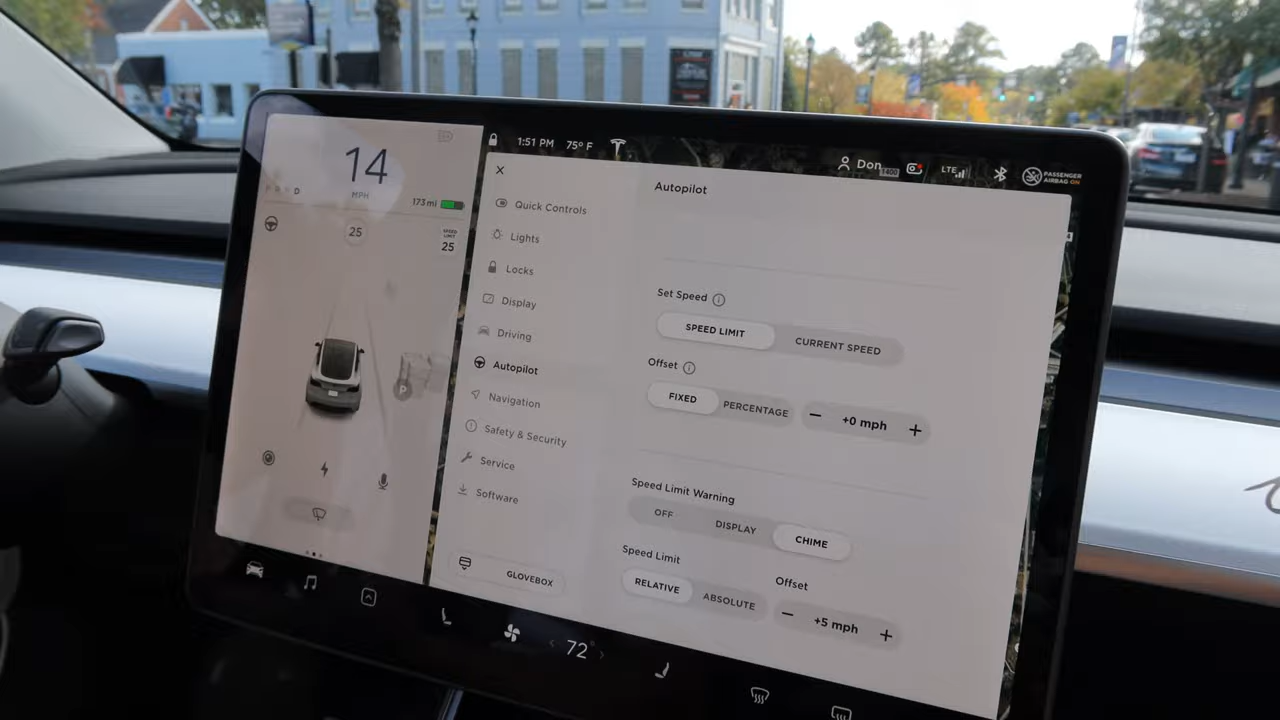 14
MPH
P R N D
173 mi
25
SPEED LIMIT
25
P
1:51 PM 75° F
Don
1400
LTE
PASSENGER
AIRBAG ON
Quick Controls
Lights
Locks
Display
Driving
Autopilot
Navigation
Safety & Security
Service
Software
GLOVEBOX
Autopilot
Set Speed
SPEED LIMIT CURRENT SPEED
Offset
FIXED PERCENTAGE − +0 mph +
Speed Limit Warning
OFF DISPLAY CHIME
Speed Limit
RELATIVE ABSOLUTE
Offset
− +5 mph +
72°